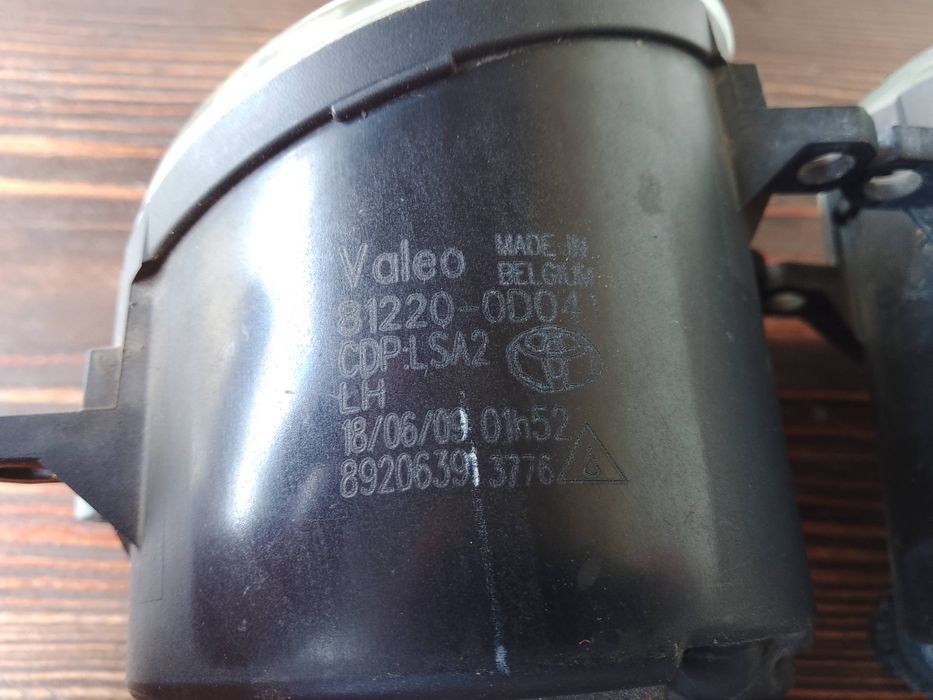 Valeo MADE IN
BELGIUM
81220-0D041
CDP:LSA2
LH
18/06/09 01h52
89206391 3776